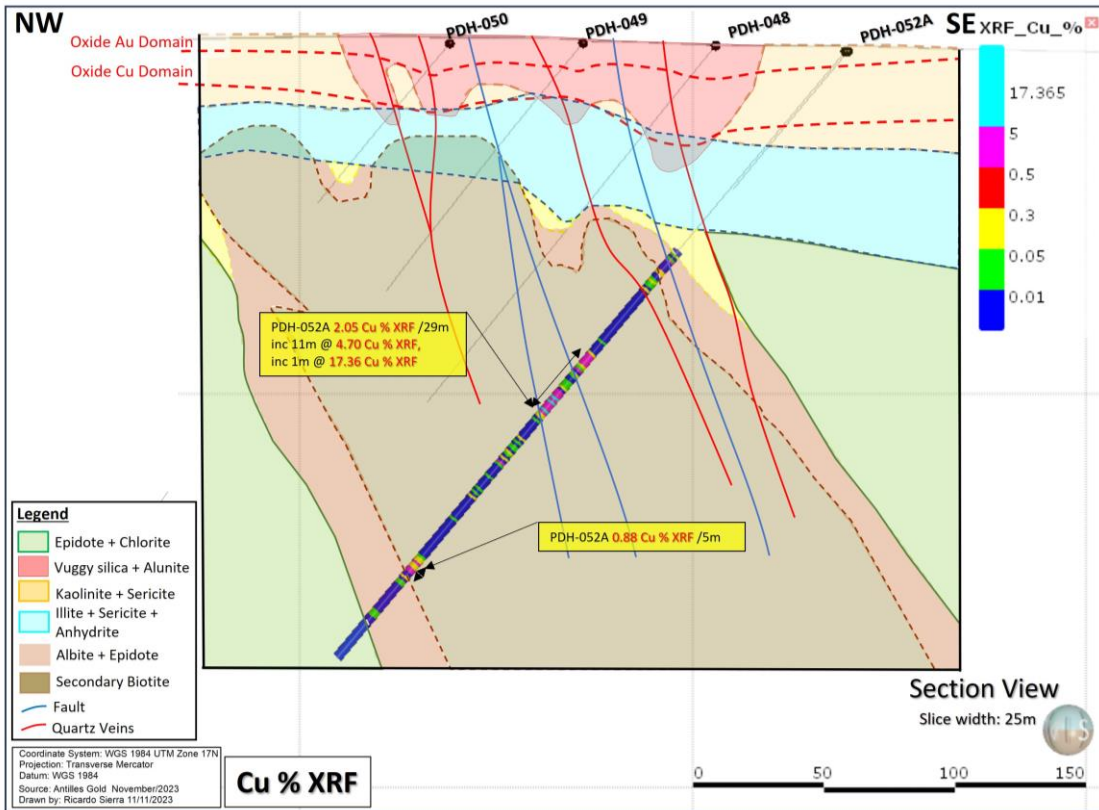 NW
PDH-050
PDH-049
PDH-048
PDH-052A
SE
XRF_Cu_%
Oxide Au Domain
Oxide Cu Domain
17.365
5
0.5
0.3
0.05
0.01
PDH-052A 2.05 Cu % XRF /29m
inc 11m @ 4.70 Cu % XRF,
inc 1m @ 17.36 Cu % XRF
PDH-052A 0.88 Cu % XRF /5m
Legend
Epidote + Chlorite
Vuggy silica + Alunite
Kaolinite + Sericite
Illite + Sericite +
Anhydrite
Albite + Epidote
Secondary Biotite
Fault
Quartz Veins
Section View
Slice width: 25m
S
Coordinate System: WGS 1984 UTM Zone 17N
Projection: Transverse Mercator
Datum: WGS 1984
Source: Antilles Gold November/2023
Drawn by: Ricardo Sierra 11/11/2023
Cu % XRF
0 50 100 150